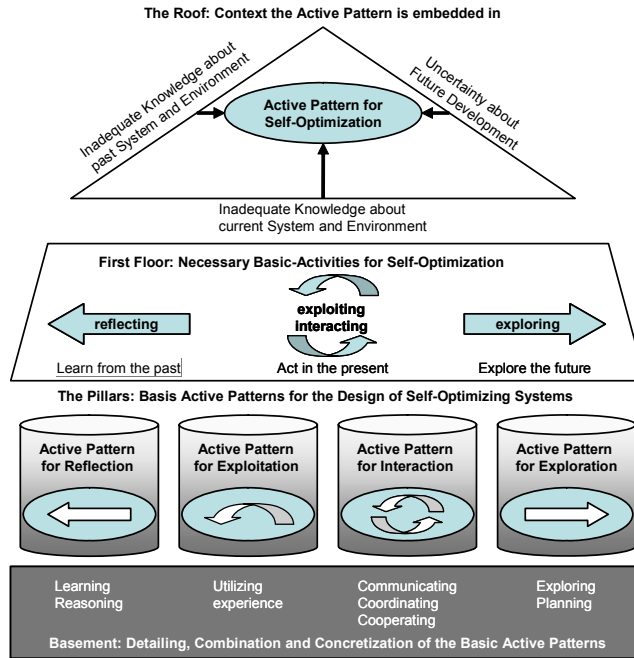 The Roof: Context the Active Pattern is embedded in
Inadequate Knowledge about
past System and Environment
Uncertainty about
Future Development
Active Pattern for
Self-Optimization
Inadequate Knowledge about
current System and Environment
First Floor: Necessary Basic-Activities for Self-Optimization
reflecting
exploiting
interacting
exploring
Learn from the past
Act in the present
Explore the future
The Pillars: Basis Active Patterns for the Design of Self-Optimizing Systems
Active Pattern
for Reflection
Active Pattern
for Exploitation
Active Pattern
for Interaction
Active Pattern
for Exploration
Learning
Reasoning
Utilizing
experience
Communicating
Coordinating
Cooperating
Exploring
Planning
Basement: Detailing, Combination and Concretization of the Basic Active Patterns